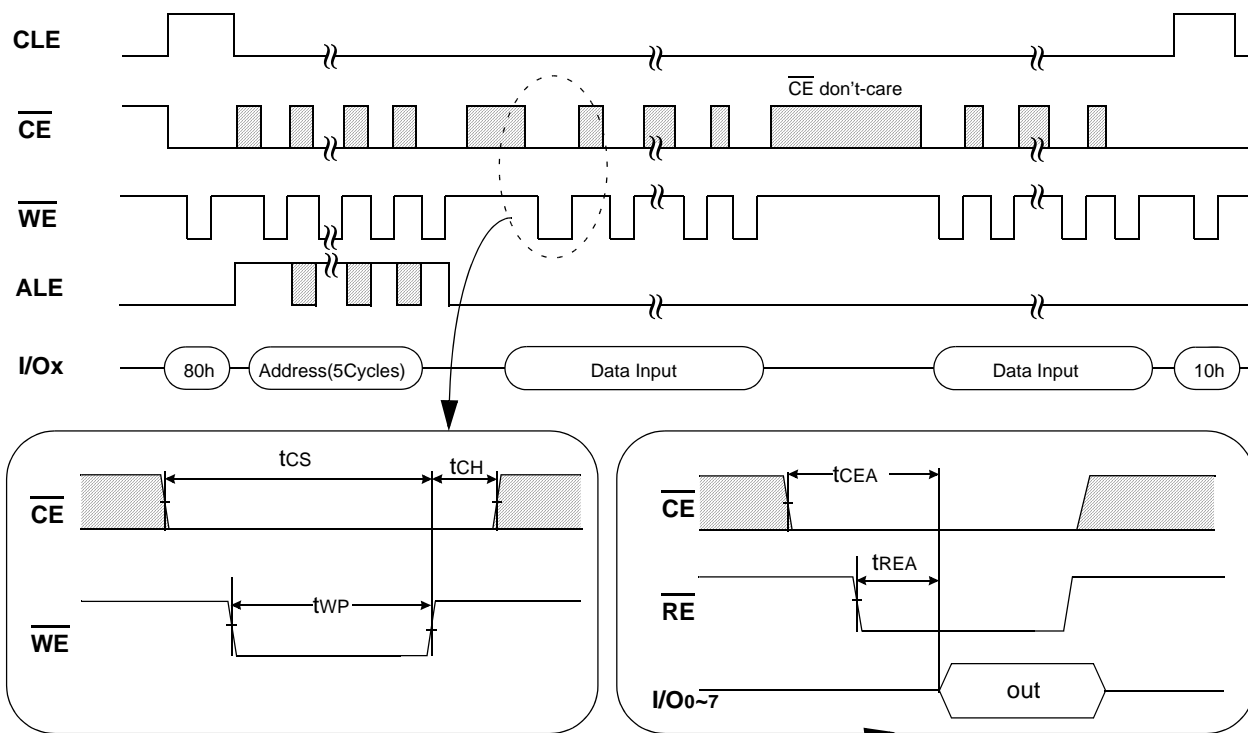 CLE
CE don't-care
CE
WE
ALE
I/Ox
80h
Address(5Cycles)
Data Input
Data Input
10h
tCS
tCH
CE
tWP
WE
tCEA
CE
tREA
RE
I/O0~7
out